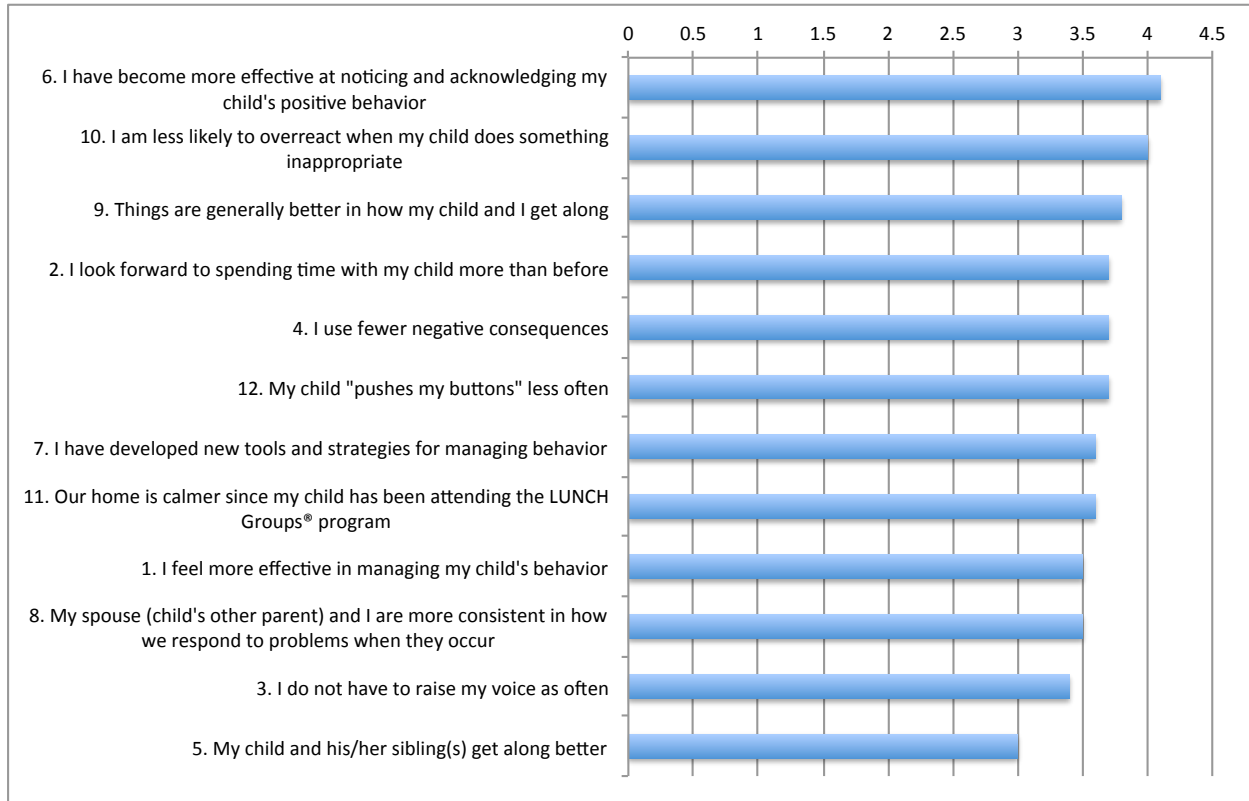 0 0.5 1 1.5 2 2.5 3 3.5 4 4.5
6. I have become more effective at noticing and acknowledging my
child's positive behavior
10. I am less likely to overreact when my child does something
inappropriate
9. Things are generally better in how my child and I get along
2. I look forward to spending time with my child more than before
4. I use fewer negative consequences
12. My child "pushes my buttons" less often
7. I have developed new tools and strategies for managing behavior
11. Our home is calmer since my child has been attending the LUNCH
Groups® program
1. I feel more effective in managing my child's behavior
8. My spouse (child's other parent) and I are more consistent in how
we respond to problems when they occur
3. I do not have to raise my voice as often
5. My child and his/her sibling(s) get along better